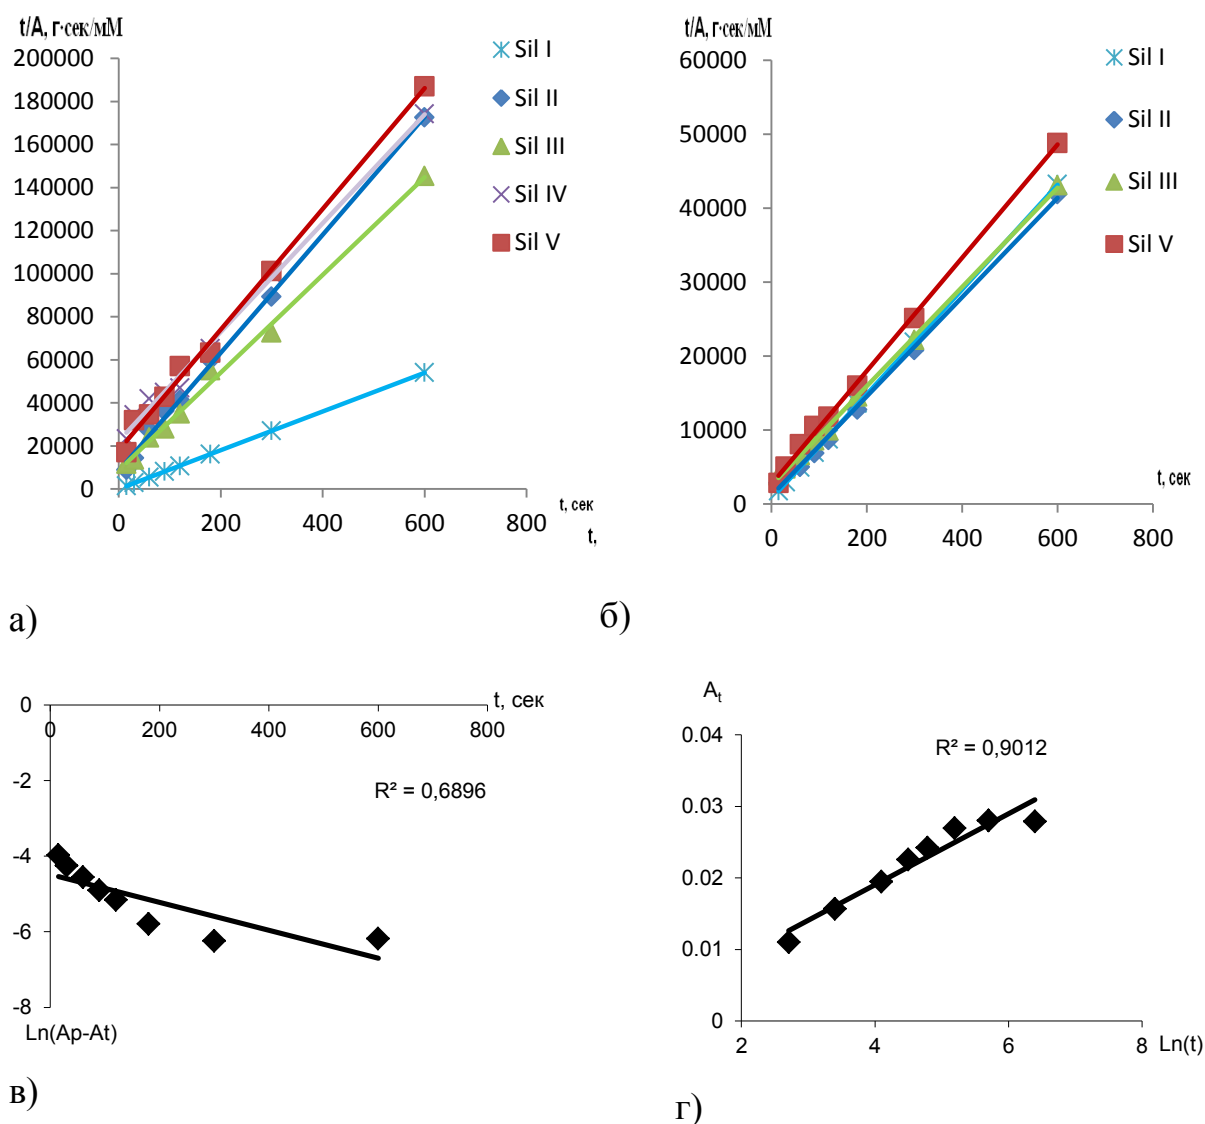 t/A, г·сек/мМ
200000
180000
160000
140000
120000
100000
80000
60000
40000
20000
0
0 200 400 600 800
t, сек
t,
Sil I
Sil II
Sil III
Sil IV
Sil V
а)
t/A, г·сек/мМ
60000
50000
40000
30000
20000
10000
0
0 200 400 600 800
t, сек
Sil I
Sil II
Sil III
Sil V
б)
0
-2
-4
-6
-8
0 200 400 600 800
t, сек
R² = 0,6896
Ln(Ap-At)
в)
At
0.04
0.03
0.02
0.01
0
2 4 6 8
Ln(t)
R² = 0,9012
г)